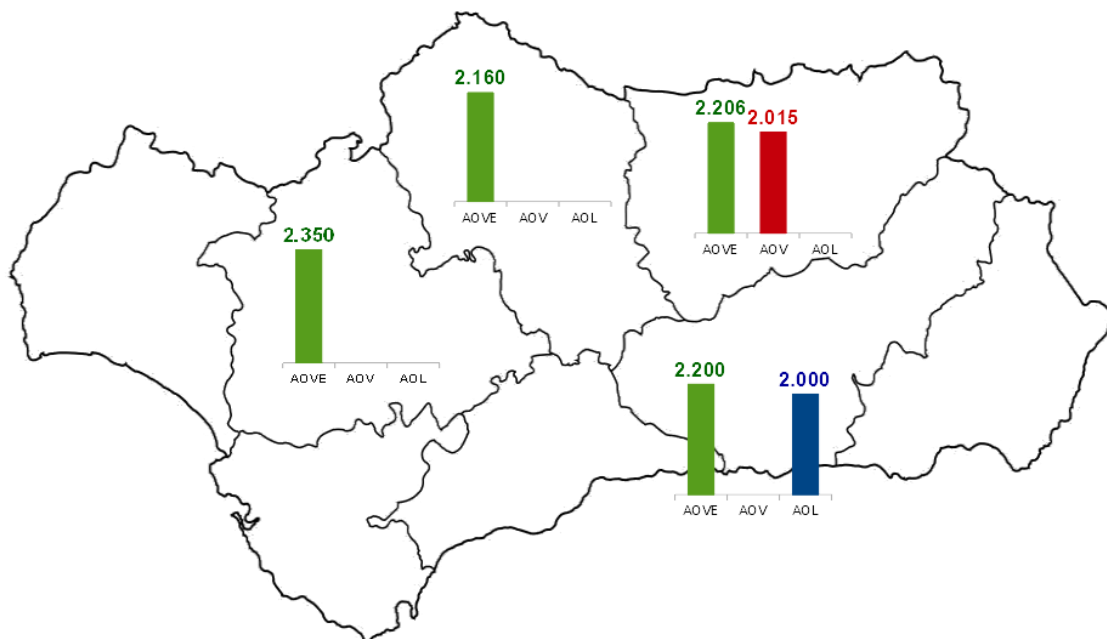 2.160
AOVE AOV AOL
2.206 2.015
AOVE AOV AOL
2.350
AOVE AOV AOL
2.200 2.000
AOVE AOV AOL